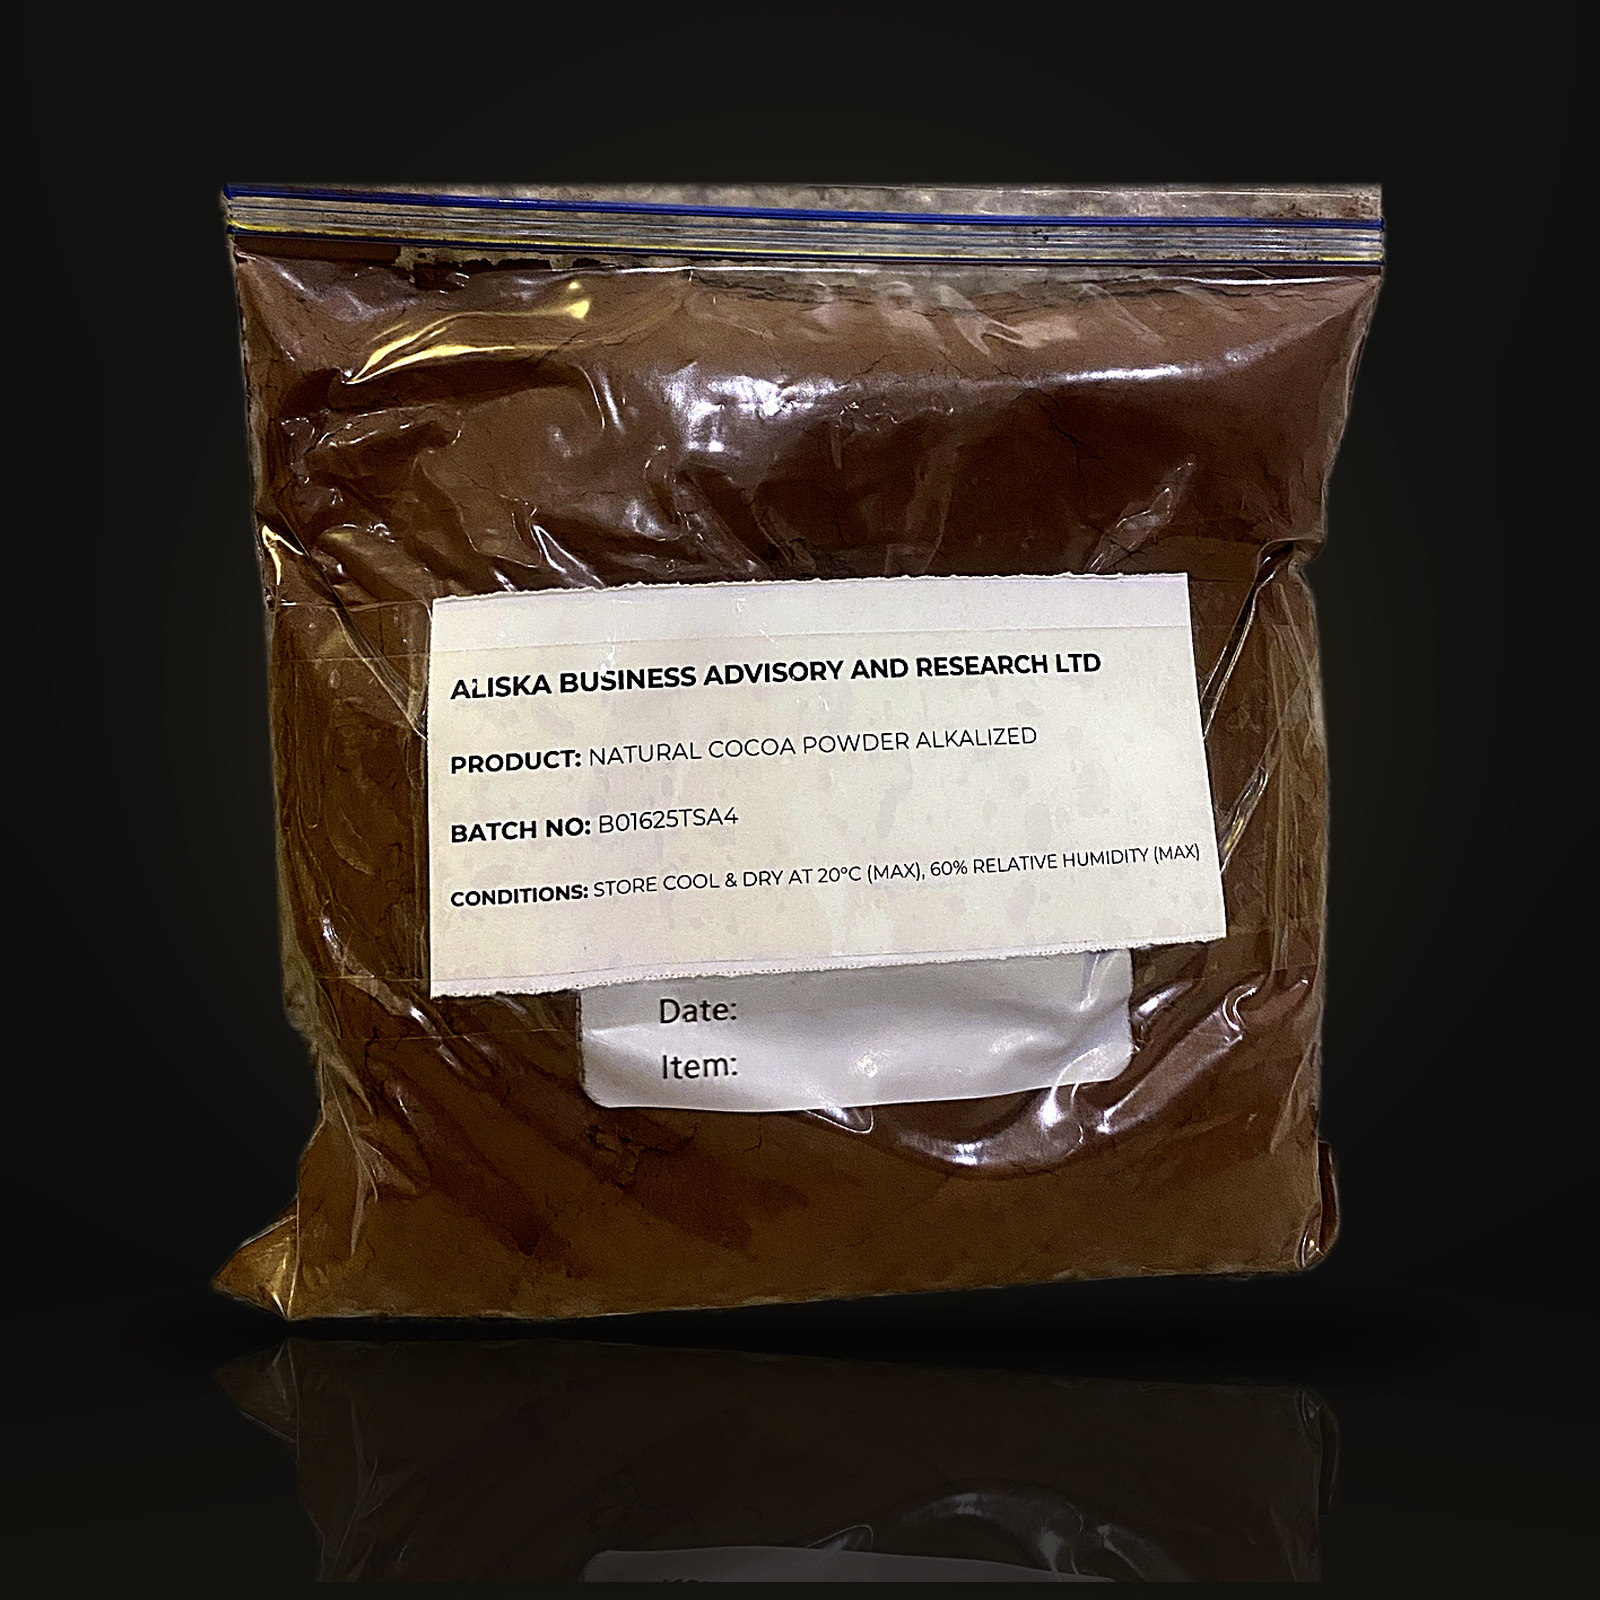 ALISKA BUSINESS ADVISORY AND RESEARCH LTD
PRODUCT: NATURAL COCOA POWDER ALKALIZED
BATCH NO: B01625TSA4
CONDITIONS: STORE COOL & DRY AT 20°C (MAX), 60% RELATIVE HUMIDITY (MAX)
Date:
Item: